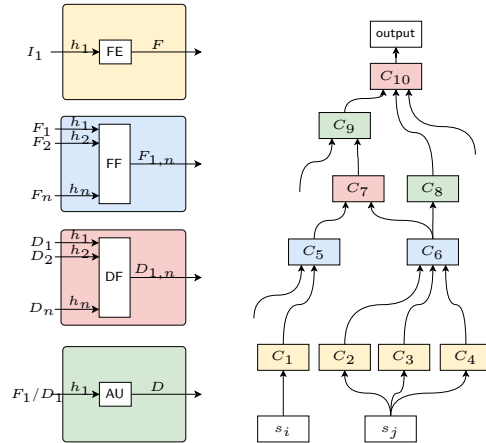 I₁ h₁ FE F
F₁ h₁
F₂ h₂
FF F₁,ₙ
Fₙ hₙ
D₁ h₁
D₂ h₂
DF D₁,ₙ
Dₙ hₙ
F₁/D₁ h₁ AU D
output
C₁₀
C₉
C₇ C₈
C₅ C₆
C₁ C₂ C₃ C₄
sᵢ sⱼ